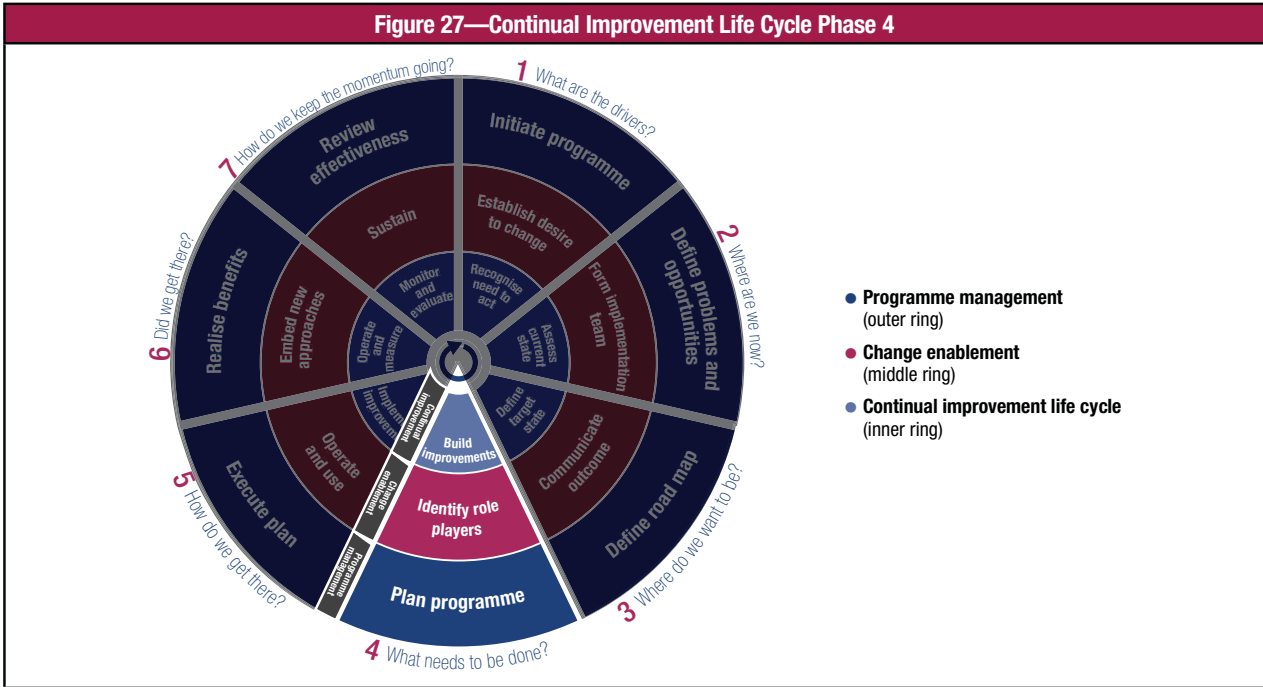 Figure 27—Continual Improvement Life Cycle Phase 4
1 What are the drivers?
Initiate programme
Establish desire
to change
Recognise
need to
act
2 Where are we now?
Define problems and
opportunities
Form implementation
team
Assess
current
state
3 Where do we want to be?
Define road map
Communicate
outcome
Define
target
state
4 What needs to be done?
Plan programme
Identify role
players
Build
improvements
Programme
management
Change
enablement
Continual
improvement
5 How do we get there?
Execute plan
Operate
and use
6 Did we get there?
Realise benefits
Embed new
approaches
Operate
and
measure
7 How do we keep the momentum going?
Review
effectiveness
Sustain
Monitor
and
evaluate
Programme management
(outer ring)
Change enablement
(middle ring)
Continual improvement life cycle
(inner ring)